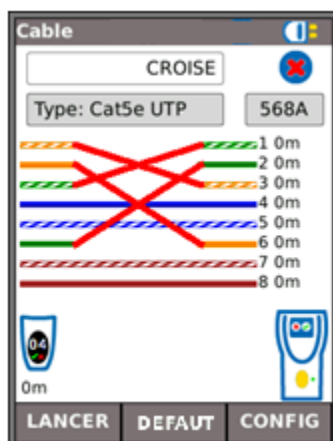 Cable
CROISE
Type: Cat5e UTP 568A
1 0m
2 0m
3 0m
4 0m
5 0m
6 0m
7 0m
8 0m
04
0m
LANCER DEFAUT CONFIG